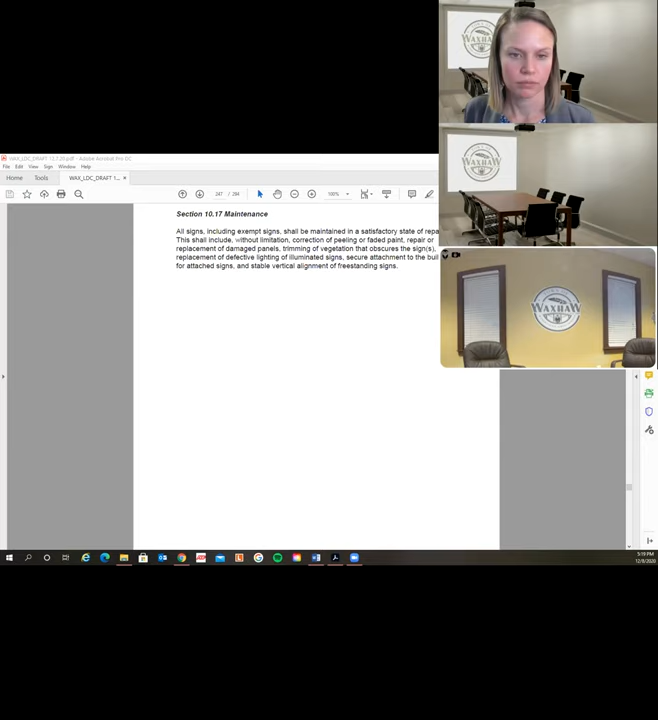 WAX_LDC_DRAFT 12.7.20.pdf - Adobe Acrobat Pro DC
File Edit View Sign Window Help
Home Tools WAX_LDC_DRAFT 1... ×
247 / 294 100%
Section 10.17 Maintenance
All signs, including exempt signs, shall be maintained in a satisfactory state of repa
This shall include, without limitation, correction of peeling or faded paint, repair or
replacement of damaged panels, trimming of vegetation that obscures the sign(s),
replacement of defective lighting of illuminated signs, secure attachment to the buil
for attached signs, and stable vertical alignment of freestanding signs.
WAXHAW
WAXHAW
WAXHAW
5:19 PM
12/8/2020